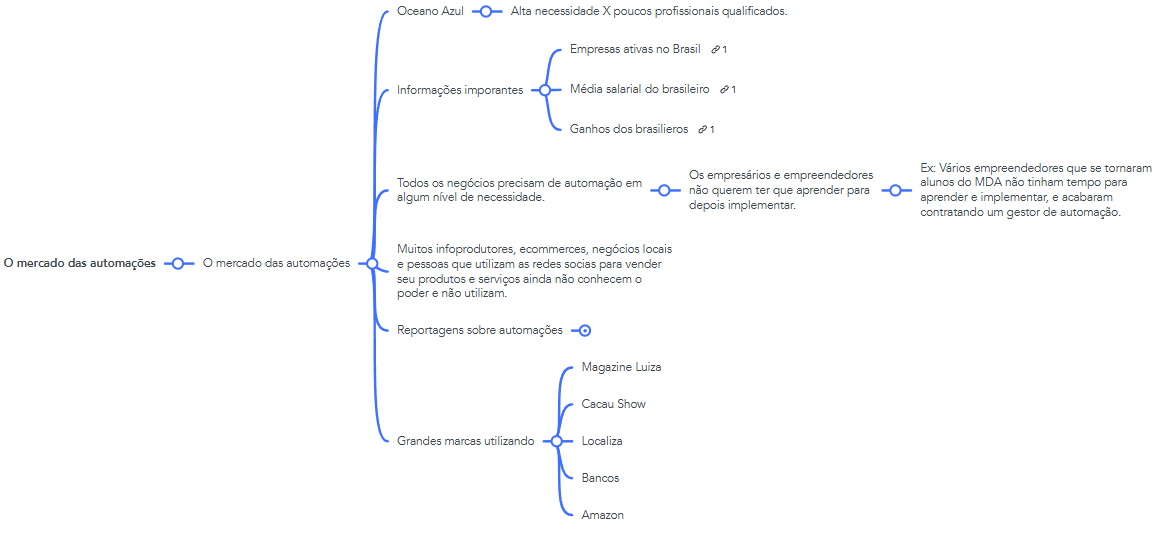 Oceano Azul
Alta necessidade X poucos profissionais qualificados.
Informações imporantes
Empresas ativas no Brasil 1
Média salarial do brasileiro 1
Ganhos dos brasilieros 1
Todos os negócios precisam de automação em
algum nível de necessidade.
Os empresários e empreendedores
não querem ter que aprender para
depois implementar.
Ex: Vários empreendedores que se tornaram
alunos do MDA não tinham tempo para
aprender e implementar, e acabaram
contratando um gestor de automação.
O mercado das automações
O mercado das automações
Muitos infoprodutores, ecommerces, negócios locais
e pessoas que utilizam as redes socias para vender
seu produtos e serviços ainda não conhecem o
poder e não utilizam.
Reportagens sobre automações
Grandes marcas utilizando
Magazine Luiza
Cacau Show
Localiza
Bancos
Amazon